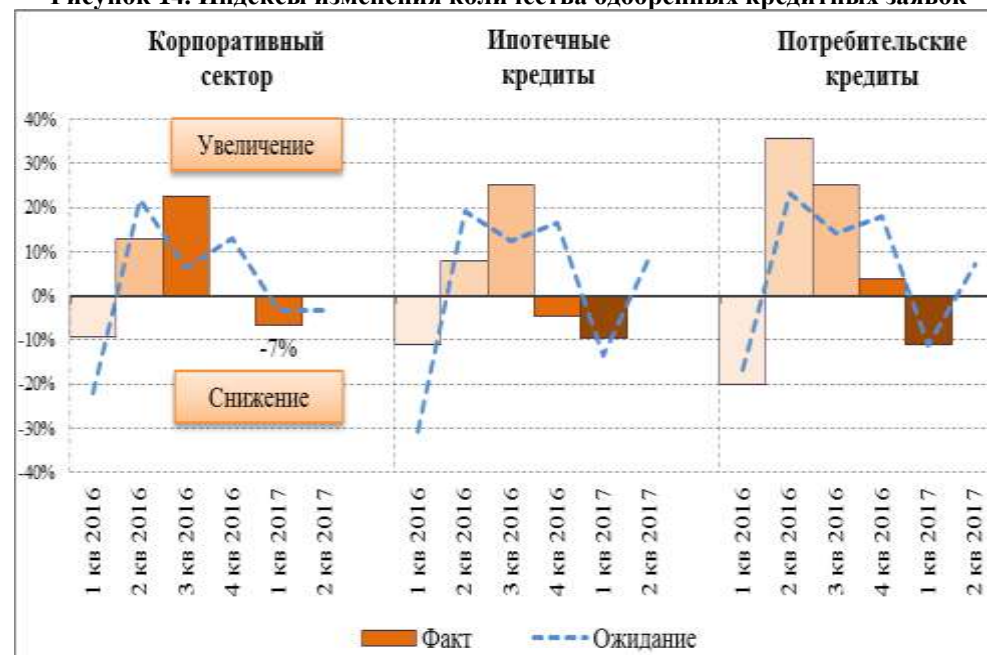 Рисунок 14. Индексы изменения количества одобренных кредитных заявок
Корпоративный
сектор
Ипотечные
кредиты
Потребительские
кредиты
40%
30%
20%
10%
0%
-10%
-20%
-30%
-40%
Увеличение
-7%
Снижение
1 кв 2016
2 кв 2016
3 кв 2016
4 кв 2016
1 кв 2017
2 кв 2017
1 кв 2016
2 кв 2016
3 кв 2016
4 кв 2016
1 кв 2017
2 кв 2017
1 кв 2016
2 кв 2016
3 кв 2016
4 кв 2016
1 кв 2017
2 кв 2017
Факт
Ожидание